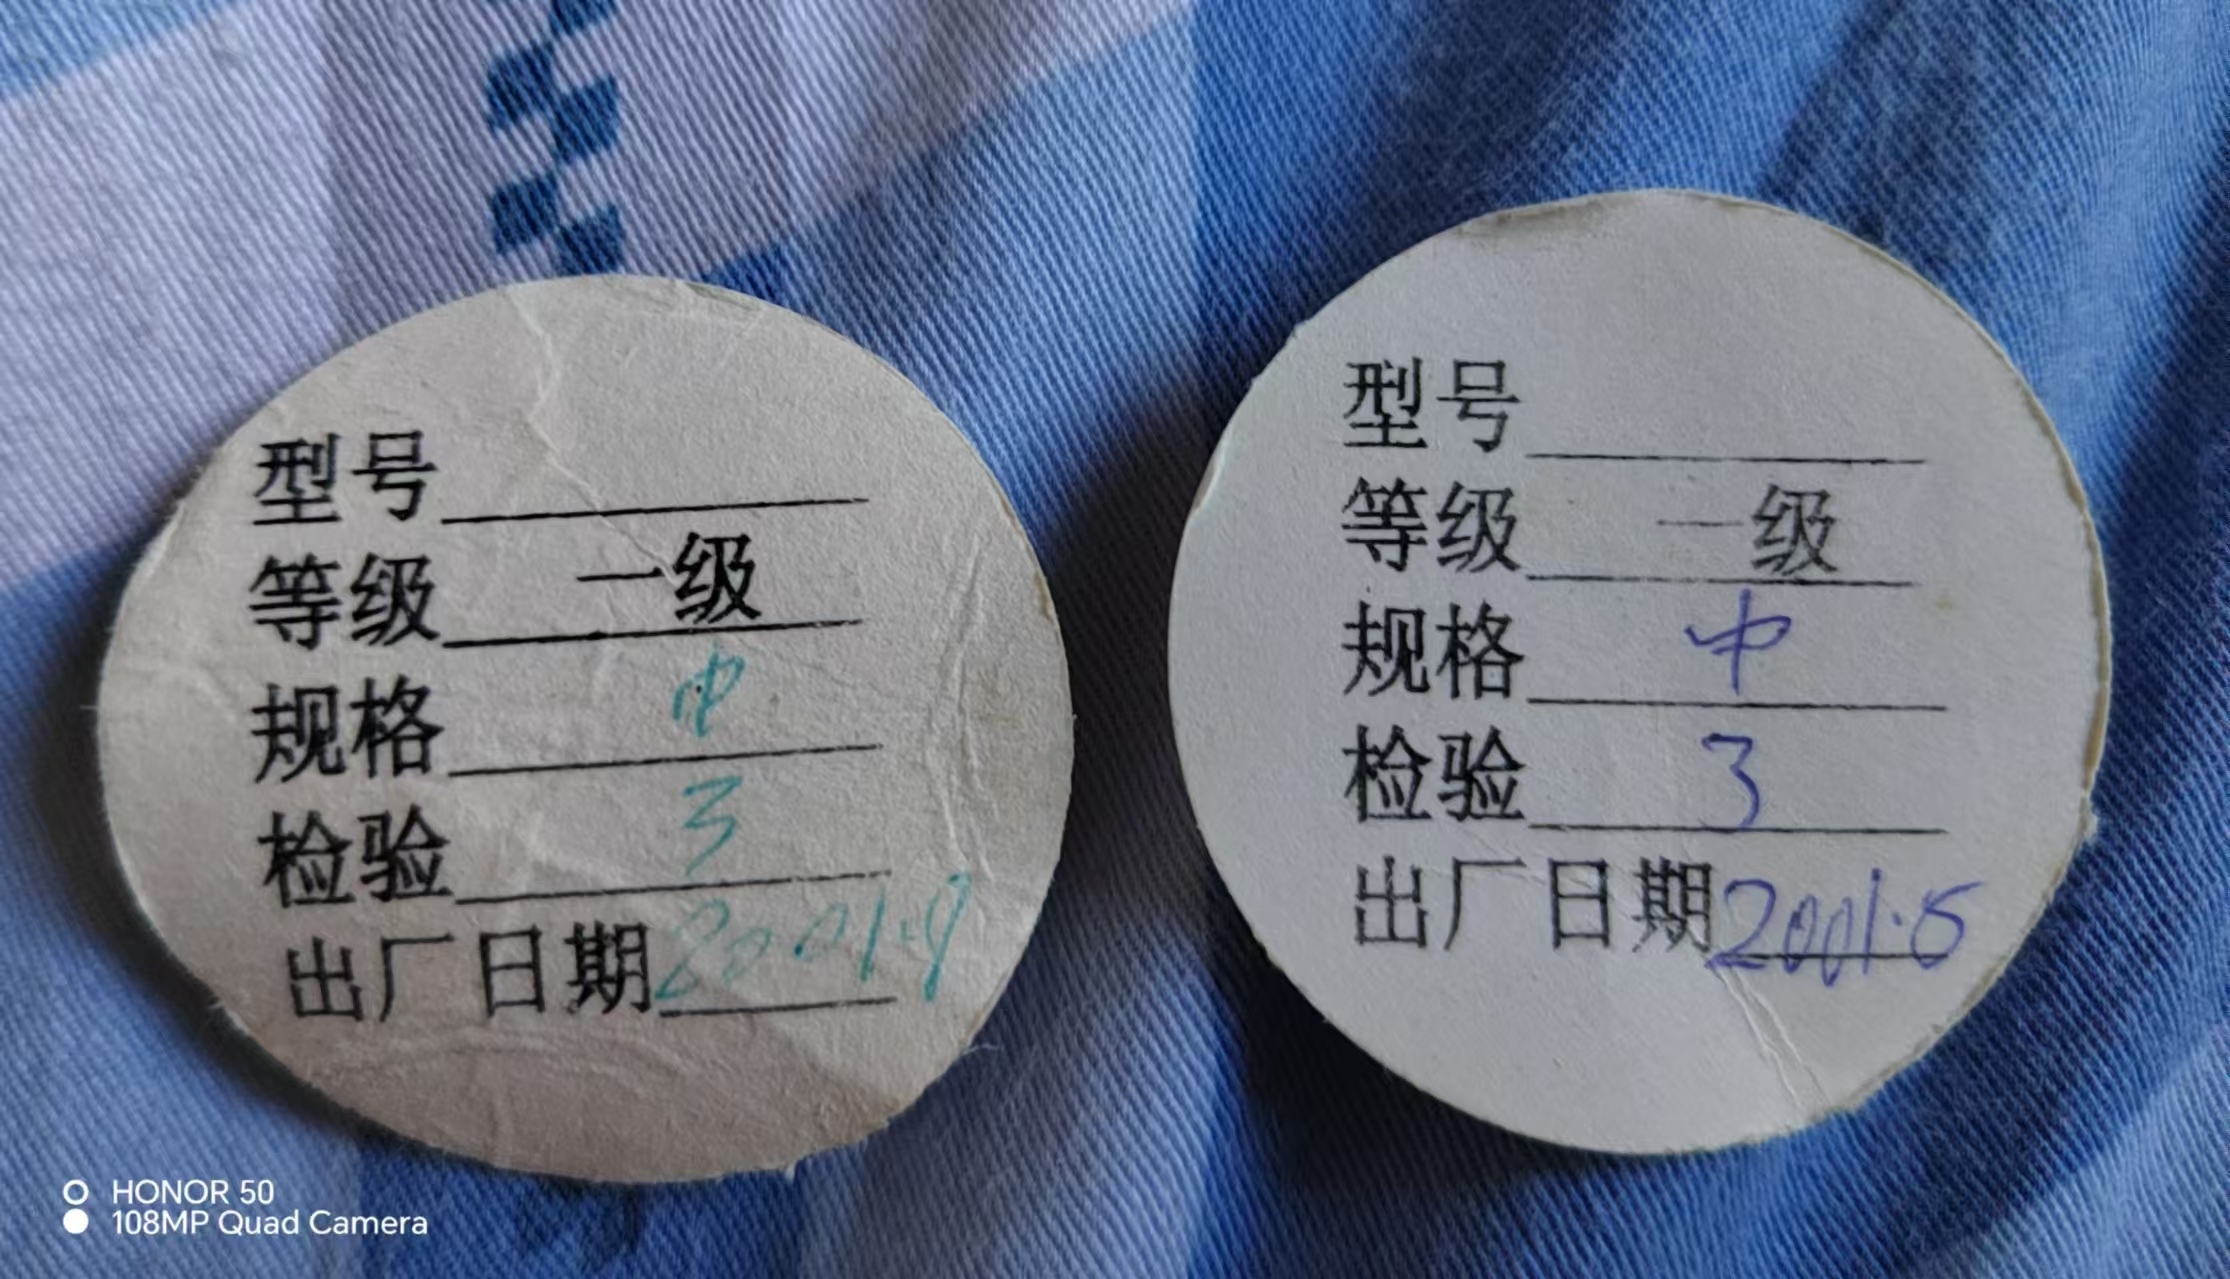 型号
等级 一级
规格 中
检验 3
出厂日期 2001.9
型号
等级 一级
规格 中
检验 3
出厂日期 2001.5
HONOR 50
108MP Quad Camera